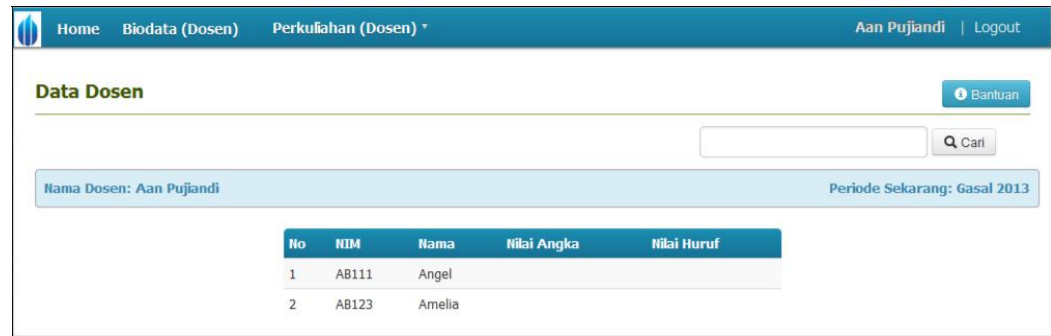 Home Biodata (Dosen) Perkuliahan (Dosen) Aan Pujiandi | Logout
Data Dosen Bantuan
Cari
Nama Dosen: Aan Pujiandi Periode Sekarang: Gasal 2013
No NIM Nama Nilai Angka Nilai Huruf
1 AB111 Angel
2 AB123 Amelia